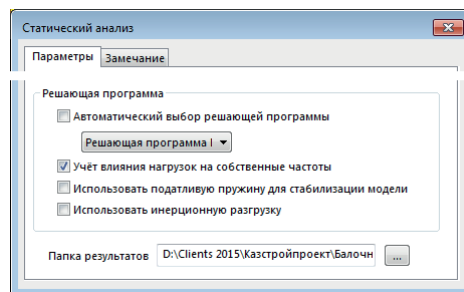 Статический анализ
Параметры Замечание
Решающая программа
Автоматический выбор решающей программы
Решающая программа I
Учёт влияния нагрузок на собственные частоты
Использовать податливую пружину для стабилизации модели
Использовать инерционную разгрузку
Папка результатов D:\Clients 2015\Казстройпроект\Балочн ...